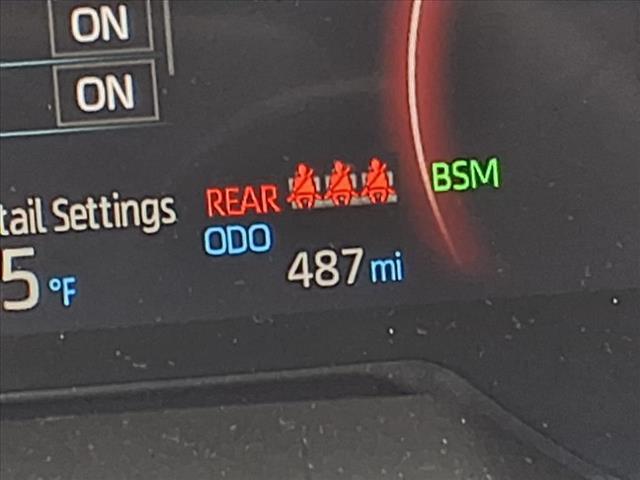 ON
ON
tail Settings
REAR
BSM
ODO
5 °F
487 mi